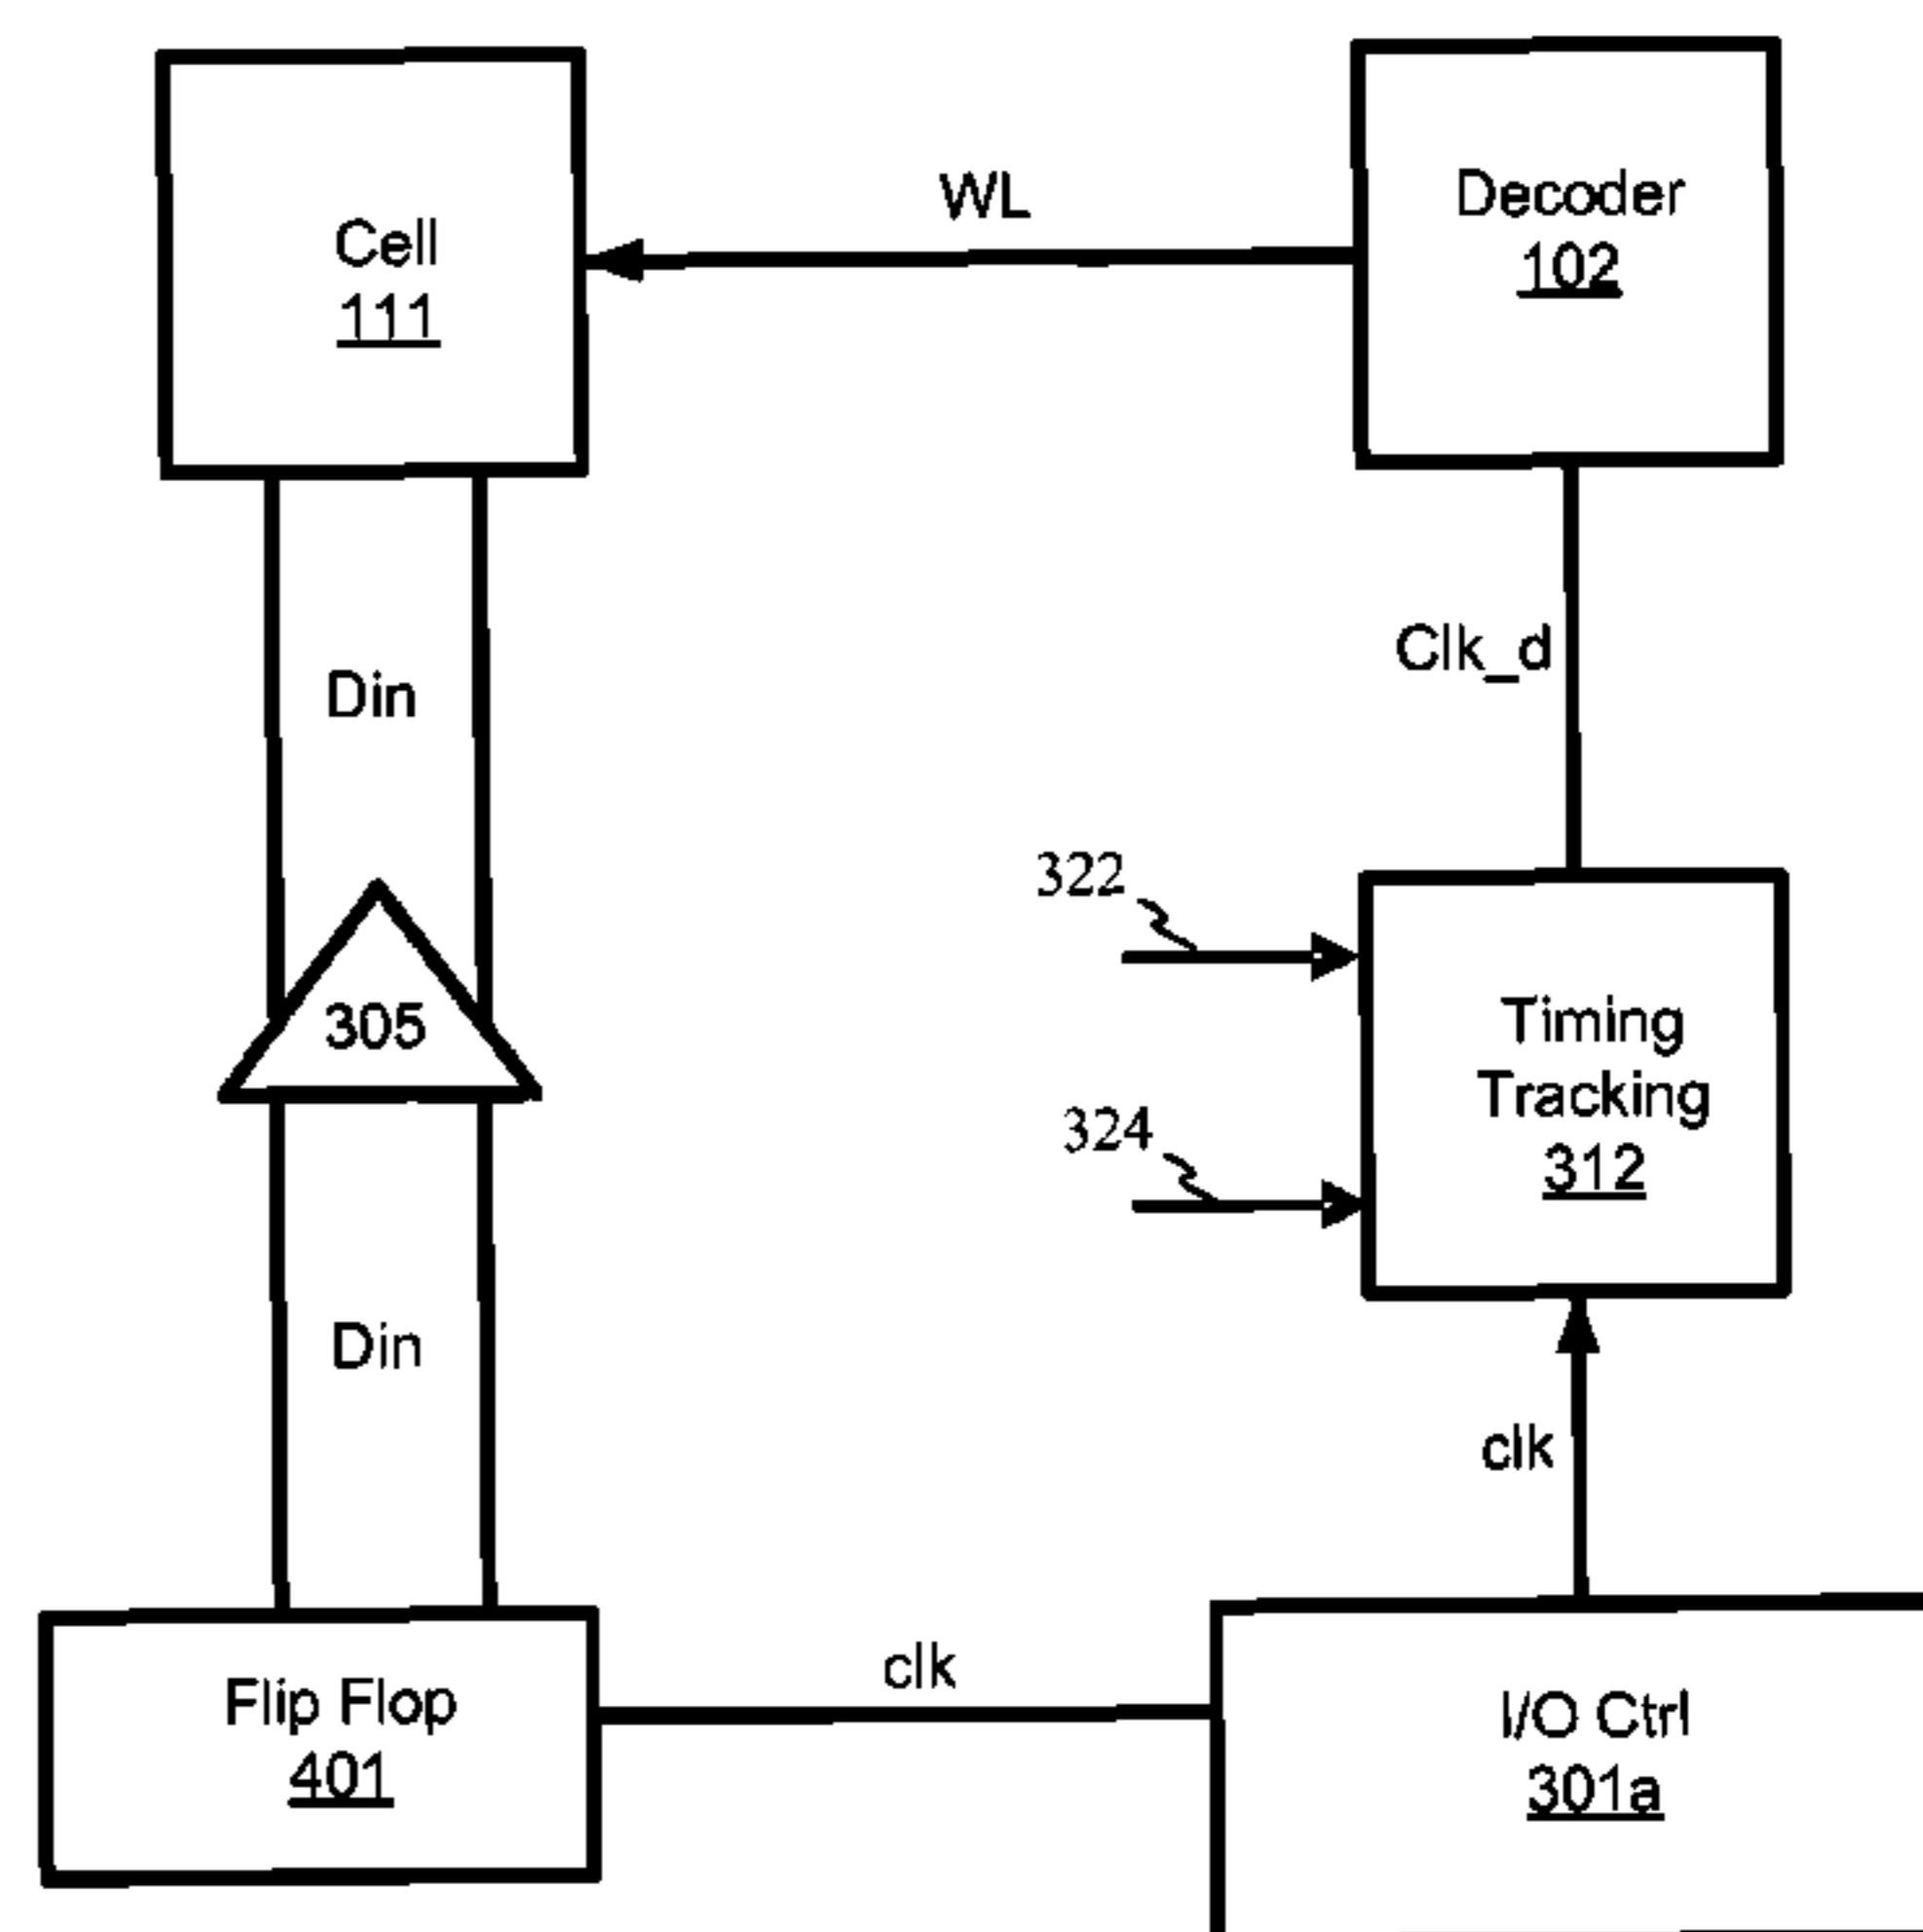 Cell
111
WL
Decoder
102
Din
Clk_d
322
305
Timing
Tracking
312
324
Din
clk
Flip Flop
401
clk
I/O Ctrl
301a